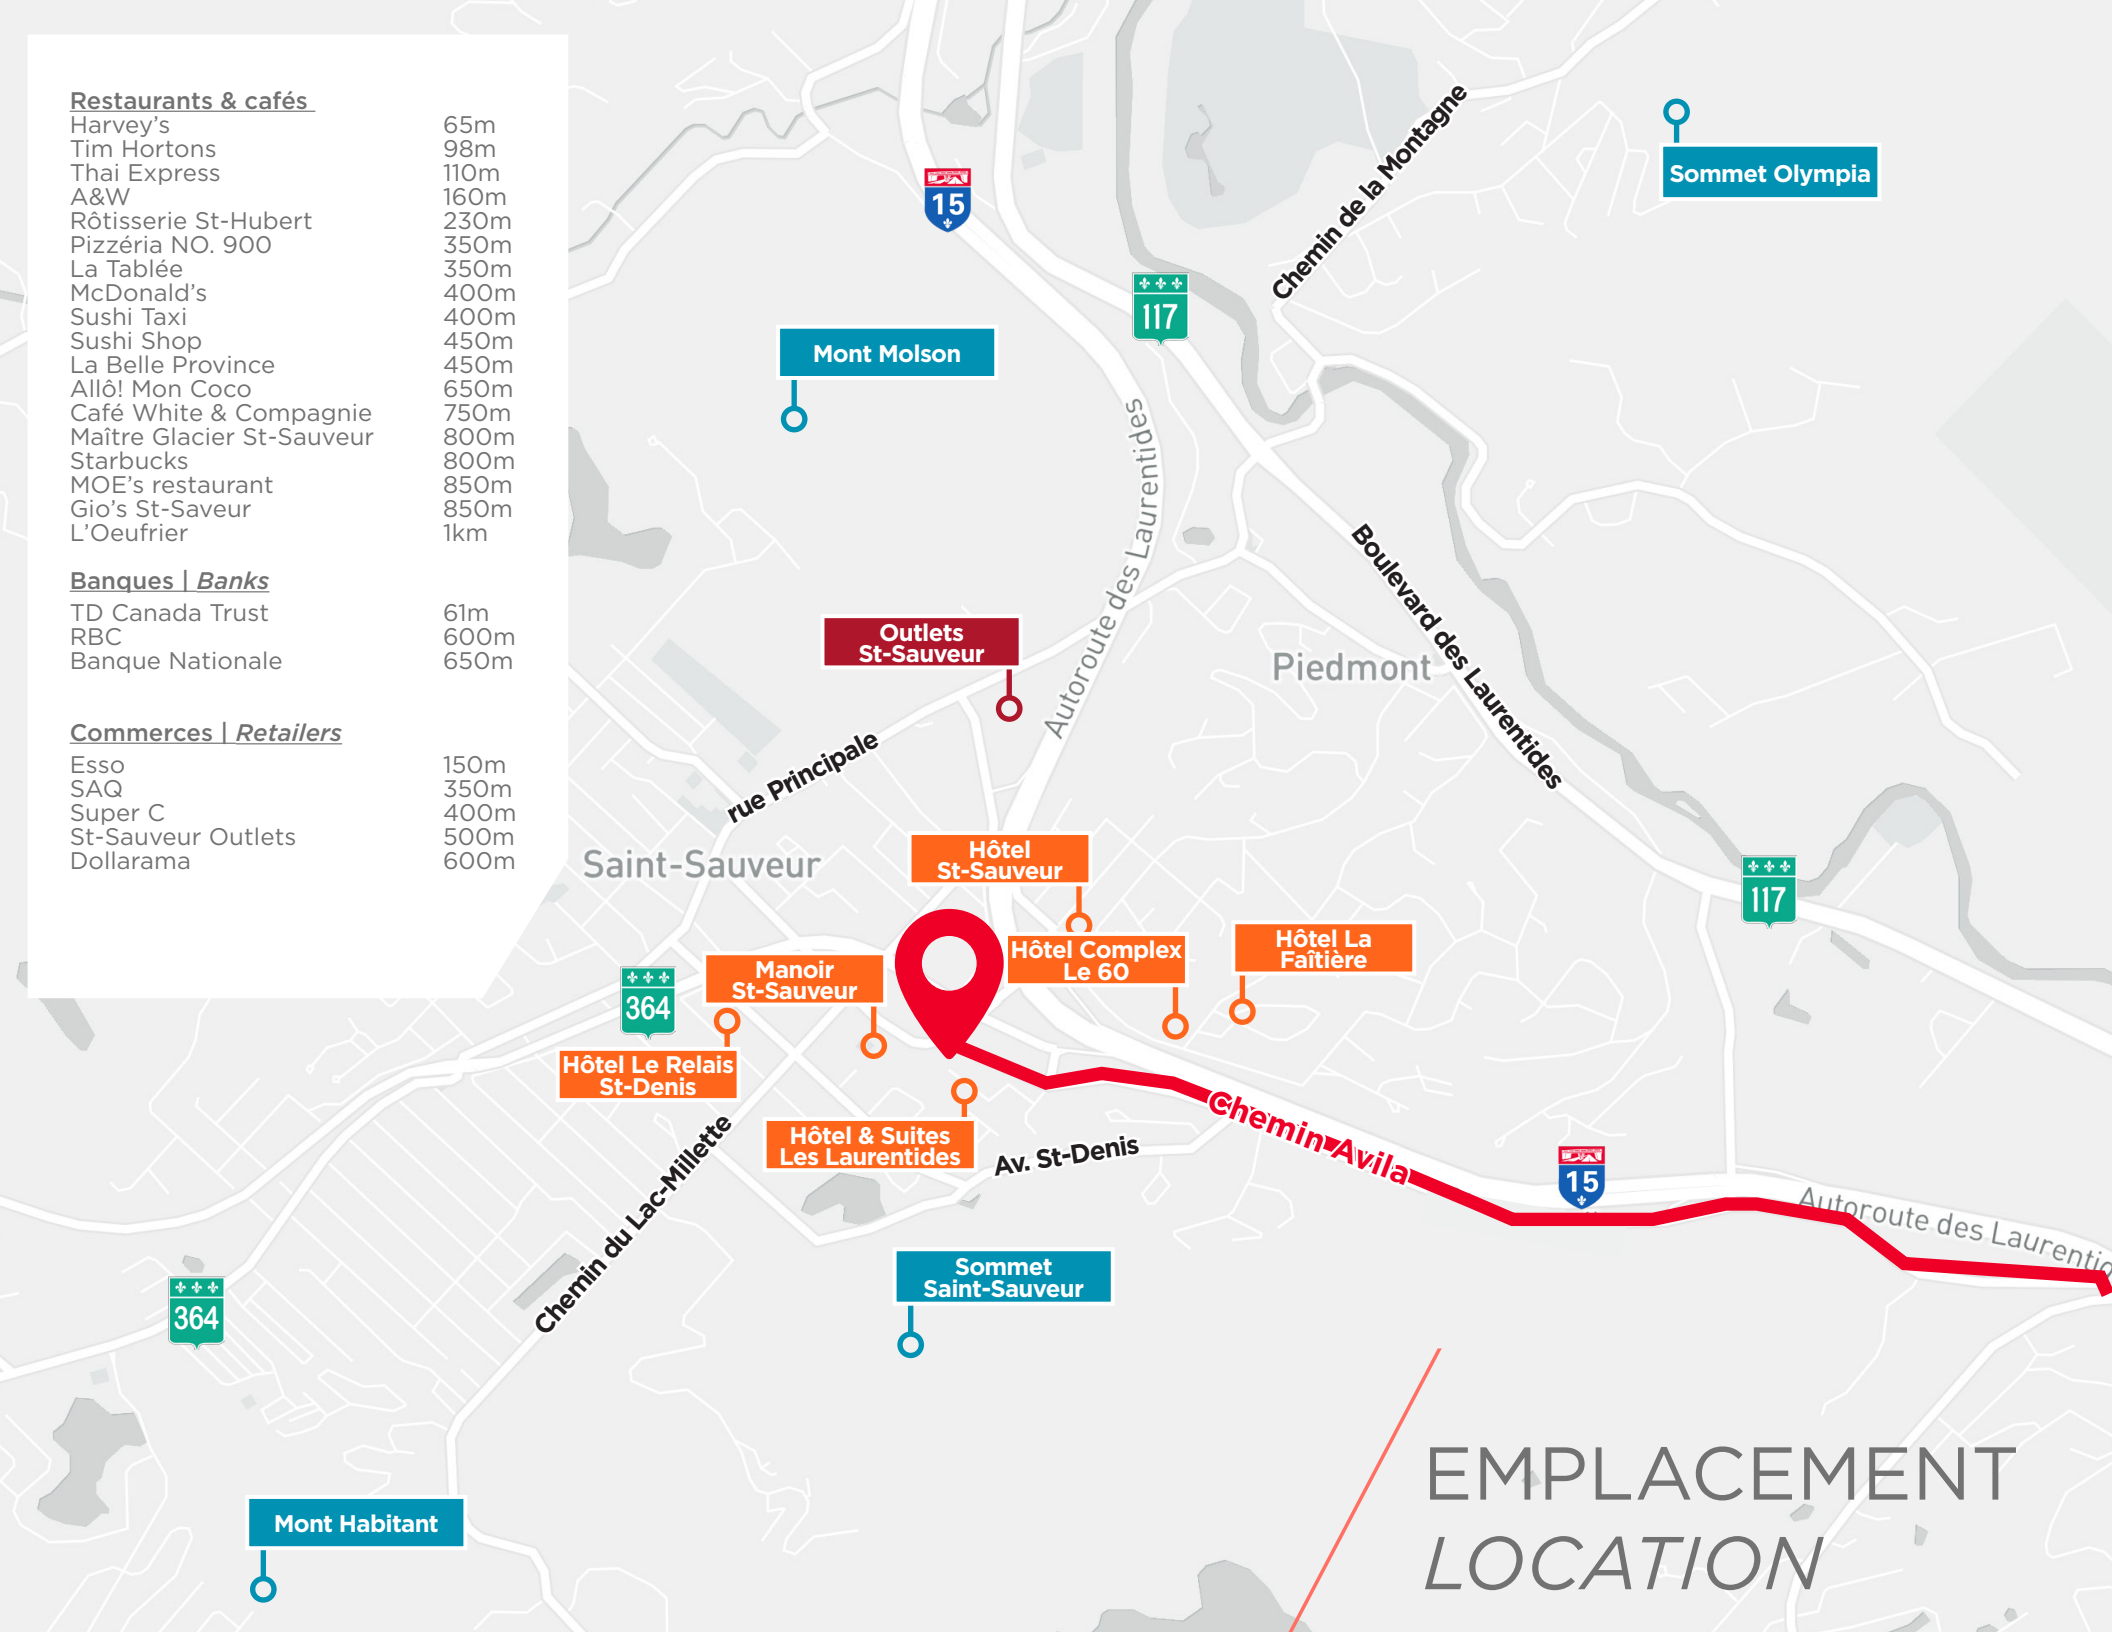 Restaurants & cafés
Harvey's 65m
Tim Hortons 98m
Thai Express 110m
A&W 160m
Rôtisserie St-Hubert 230m
Pizzéria NO. 900 350m
La Tablée 350m
McDonald's 400m
Sushi Taxi 400m
Sushi Shop 450m
La Belle Province 450m
Allô! Mon Coco 650m
Café White & Compagnie 750m
Maître Glacier St-Sauveur 800m
Starbucks 800m
MOE's restaurant 850m
Gio's St-Saveur 850m
L'Oeufrier 1km
Banques | Banks
TD Canada Trust 61m
RBC 600m
Banque Nationale 650m
Commerces | Retailers
Esso 150m
SAQ 350m
Super C 400m
St-Sauveur Outlets 500m
Dollarama 600m
Chemin de la Montagne
Sommet Olympia
15
117
Mont Molson
Autoroute des Laurentides
Boulevard des Laurentides
Outlets
St-Sauveur
Piedmont
rue Principale
Saint-Sauveur
Hôtel
St-Sauveur
117
Hôtel Complex
Le 60
Hôtel La
Faîtière
Manoir
St-Sauveur
364
Hôtel Le Relais
St-Denis
Hôtel & Suites
Les Laurentides
Av. St-Denis
Chemin Avila
Chemin du Lac-Millette
15
Autoroute des Laurentid
Sommet
Saint-Sauveur
364
Mont Habitant
EMPLACEMENT
LOCATION